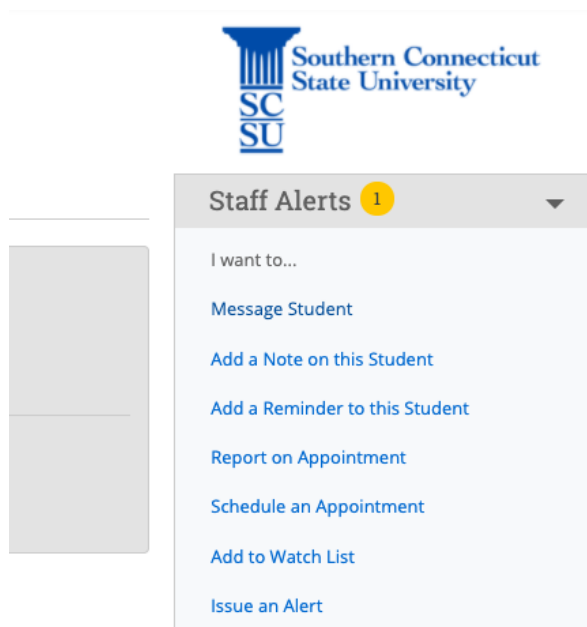 Southern Connecticut
State University
SC
SU
Staff Alerts 1
I want to...
Message Student
Add a Note on this Student
Add a Reminder to this Student
Report on Appointment
Schedule an Appointment
Add to Watch List
Issue an Alert